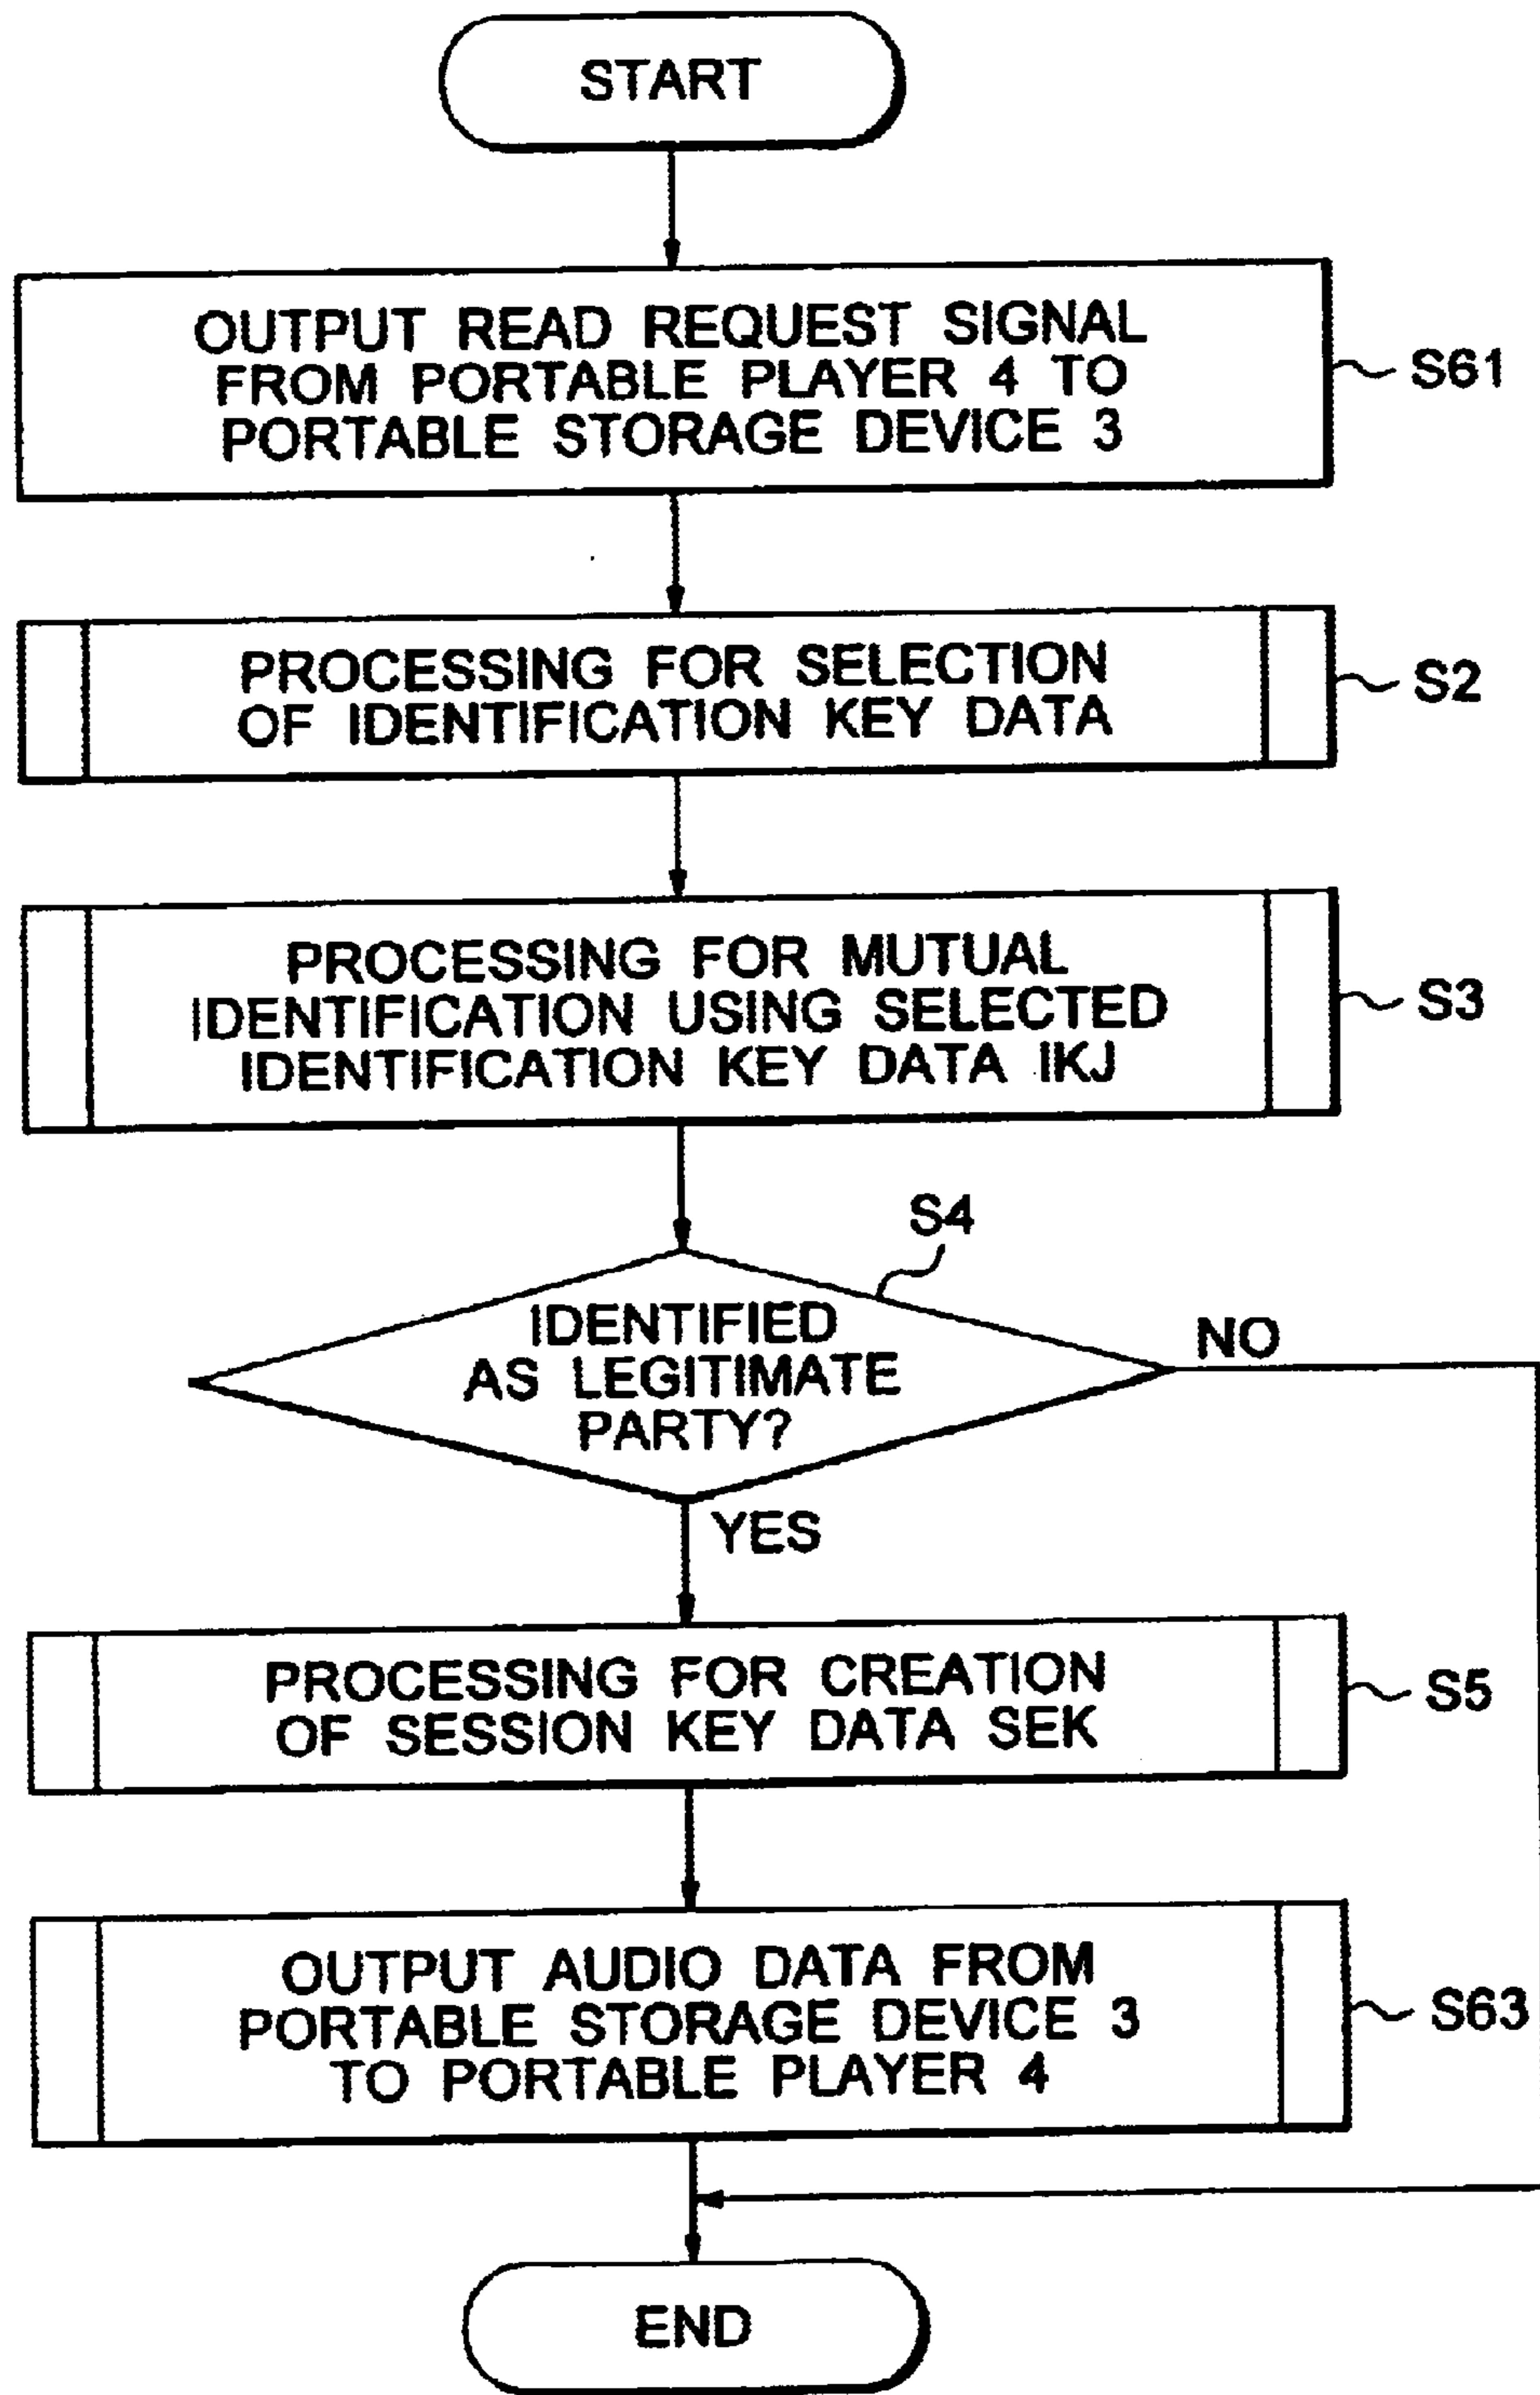 START
OUTPUT READ REQUEST SIGNAL
FROM PORTABLE PLAYER 4 TO
PORTABLE STORAGE DEVICE 3
S61
PROCESSING FOR SELECTION
OF IDENTIFICATION KEY DATA
S2
PROCESSING FOR MUTUAL
IDENTIFICATION USING SELECTED
IDENTIFICATION KEY DATA IKJ
S3
S4
IDENTIFIED
AS LEGITIMATE
PARTY?
NO
YES
PROCESSING FOR CREATION
OF SESSION KEY DATA SEK
S5
OUTPUT AUDIO DATA FROM
PORTABLE STORAGE DEVICE 3
TO PORTABLE PLAYER 4
S63
END